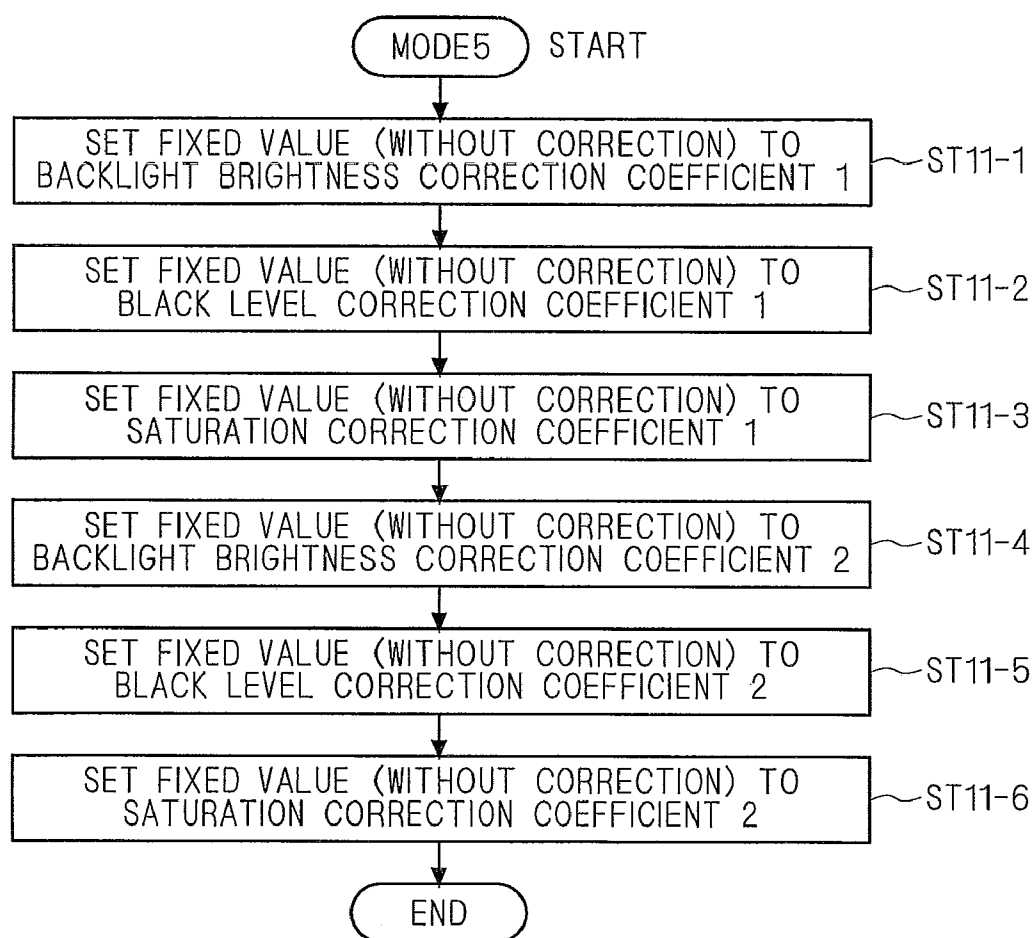 MODE5 START
SET FIXED VALUE (WITHOUT CORRECTION) TO
BACKLIGHT BRIGHTNESS CORRECTION COEFFICIENT 1
ST11-1
SET FIXED VALUE (WITHOUT CORRECTION) TO
BLACK LEVEL CORRECTION COEFFICIENT 1
ST11-2
SET FIXED VALUE (WITHOUT CORRECTION) TO
SATURATION CORRECTION COEFFICIENT 1
ST11-3
SET FIXED VALUE (WITHOUT CORRECTION) TO
BACKLIGHT BRIGHTNESS CORRECTION COEFFICIENT 2
ST11-4
SET FIXED VALUE (WITHOUT CORRECTION) TO
BLACK LEVEL CORRECTION COEFFICIENT 2
ST11-5
SET FIXED VALUE (WITHOUT CORRECTION) TO
SATURATION CORRECTION COEFFICIENT 2
ST11-6
END